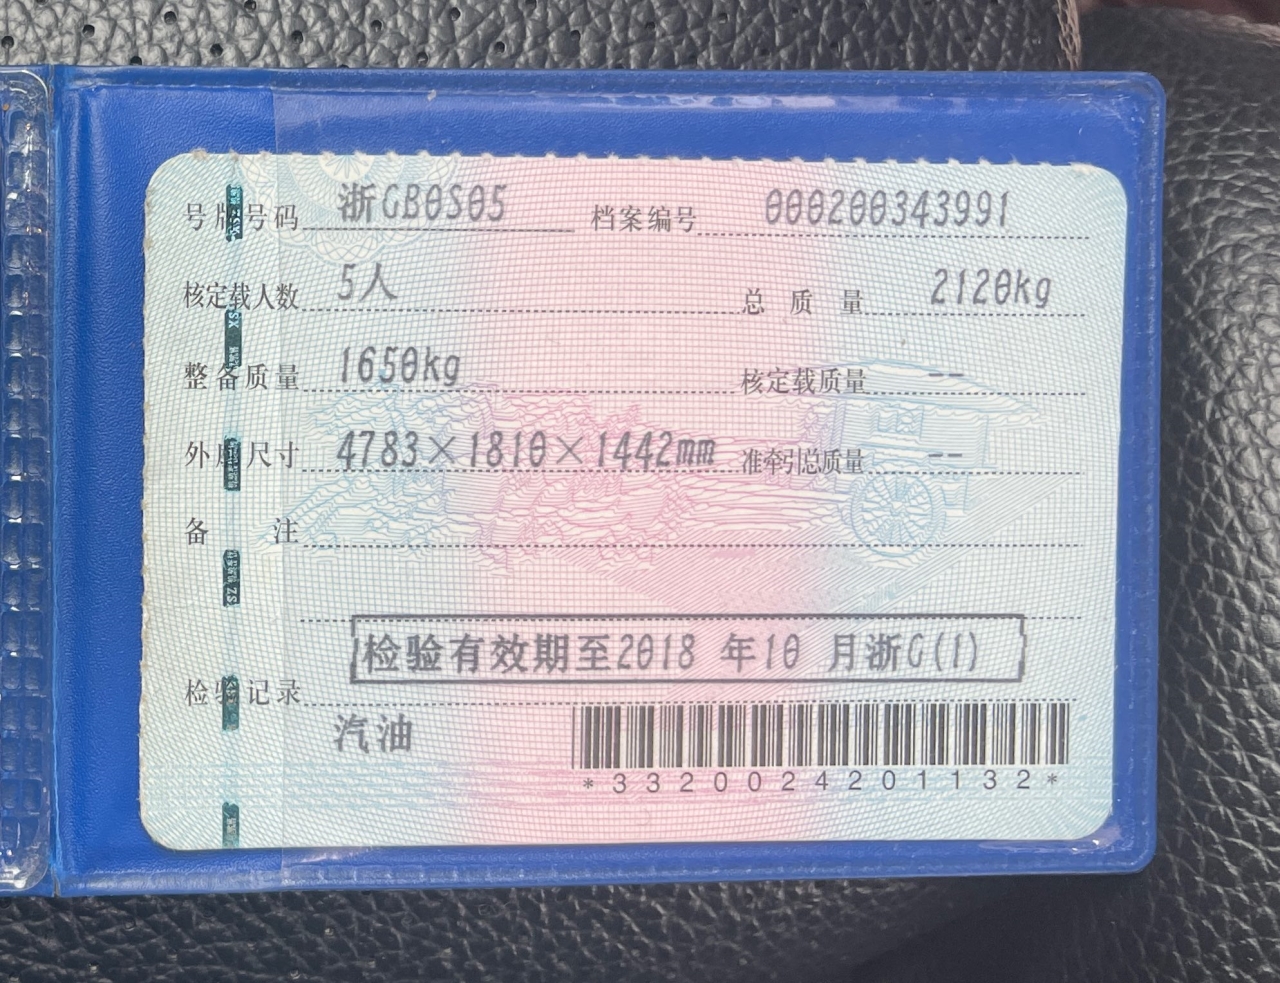 号牌号码 浙GB0S05 档案编号 000200343991
核定载人数 5人 总质量 2120kg
整备质量 1650kg 核定载质量 --
外廓尺寸 4783×1810×1442mm 准牵引总质量 --
备注
检验有效期至2018 年10 月浙G(1)
检验记录
汽油
*3320024201132*